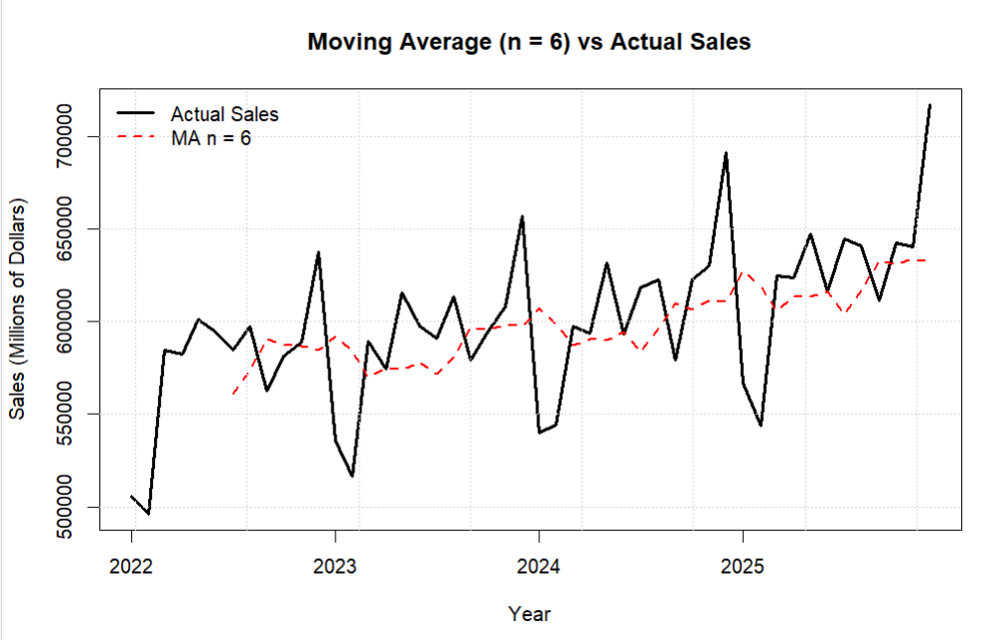 Moving Average (n = 6) vs Actual Sales
Actual Sales
MA n = 6
Sales (Millions of Dollars)
700000
650000
600000
550000
500000
2022 2023 2024 2025
Year